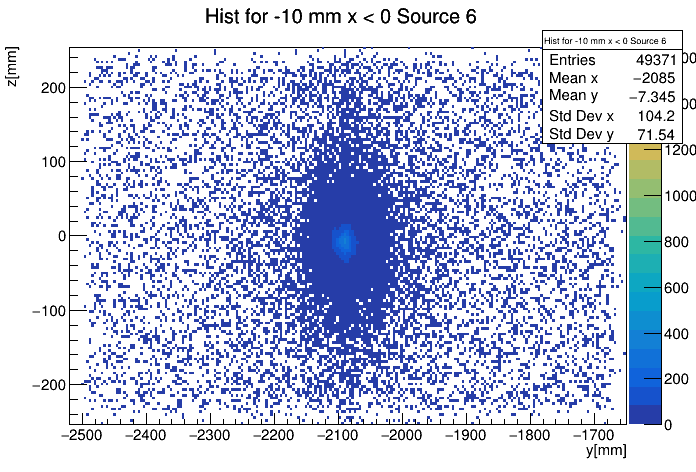 Hist for -10 mm x < 0 Source 6
Hist for -10 mm x < 0 Source 6
Entries 49371
Mean x −2085
Mean y −7.345
Std Dev x 104.2
Std Dev y 71.54
z[mm]
200
100
0
−100
−200
−2500 −2400 −2300 −2200 −2100 −2000 −1900 −1800 −1700
y[mm]
1200
1000
800
600
400
200
0